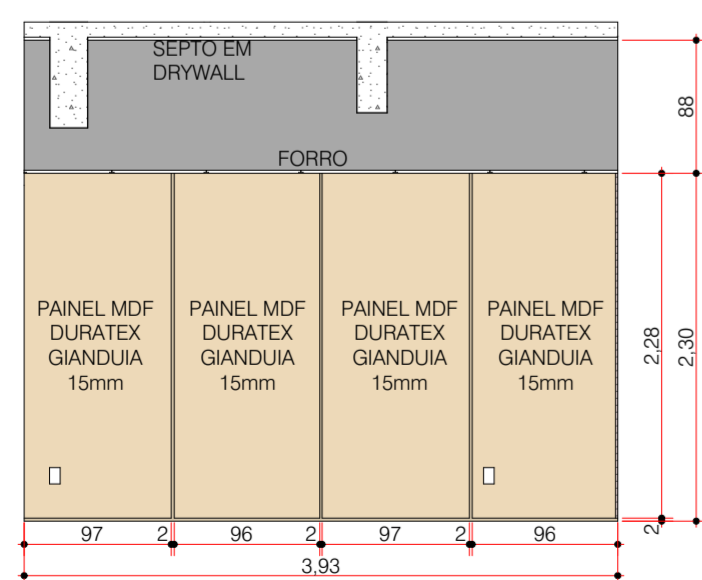 SEPTO EM
DRYWALL
88
FORRO
PAINEL MDF
DURATEX
GIANDUIA
15mm
PAINEL MDF
DURATEX
GIANDUIA
15mm
PAINEL MDF
DURATEX
GIANDUIA
15mm
PAINEL MDF
DURATEX
GIANDUIA
15mm
2,28
2,30
2
97
2
96
2
97
2
96
3,93